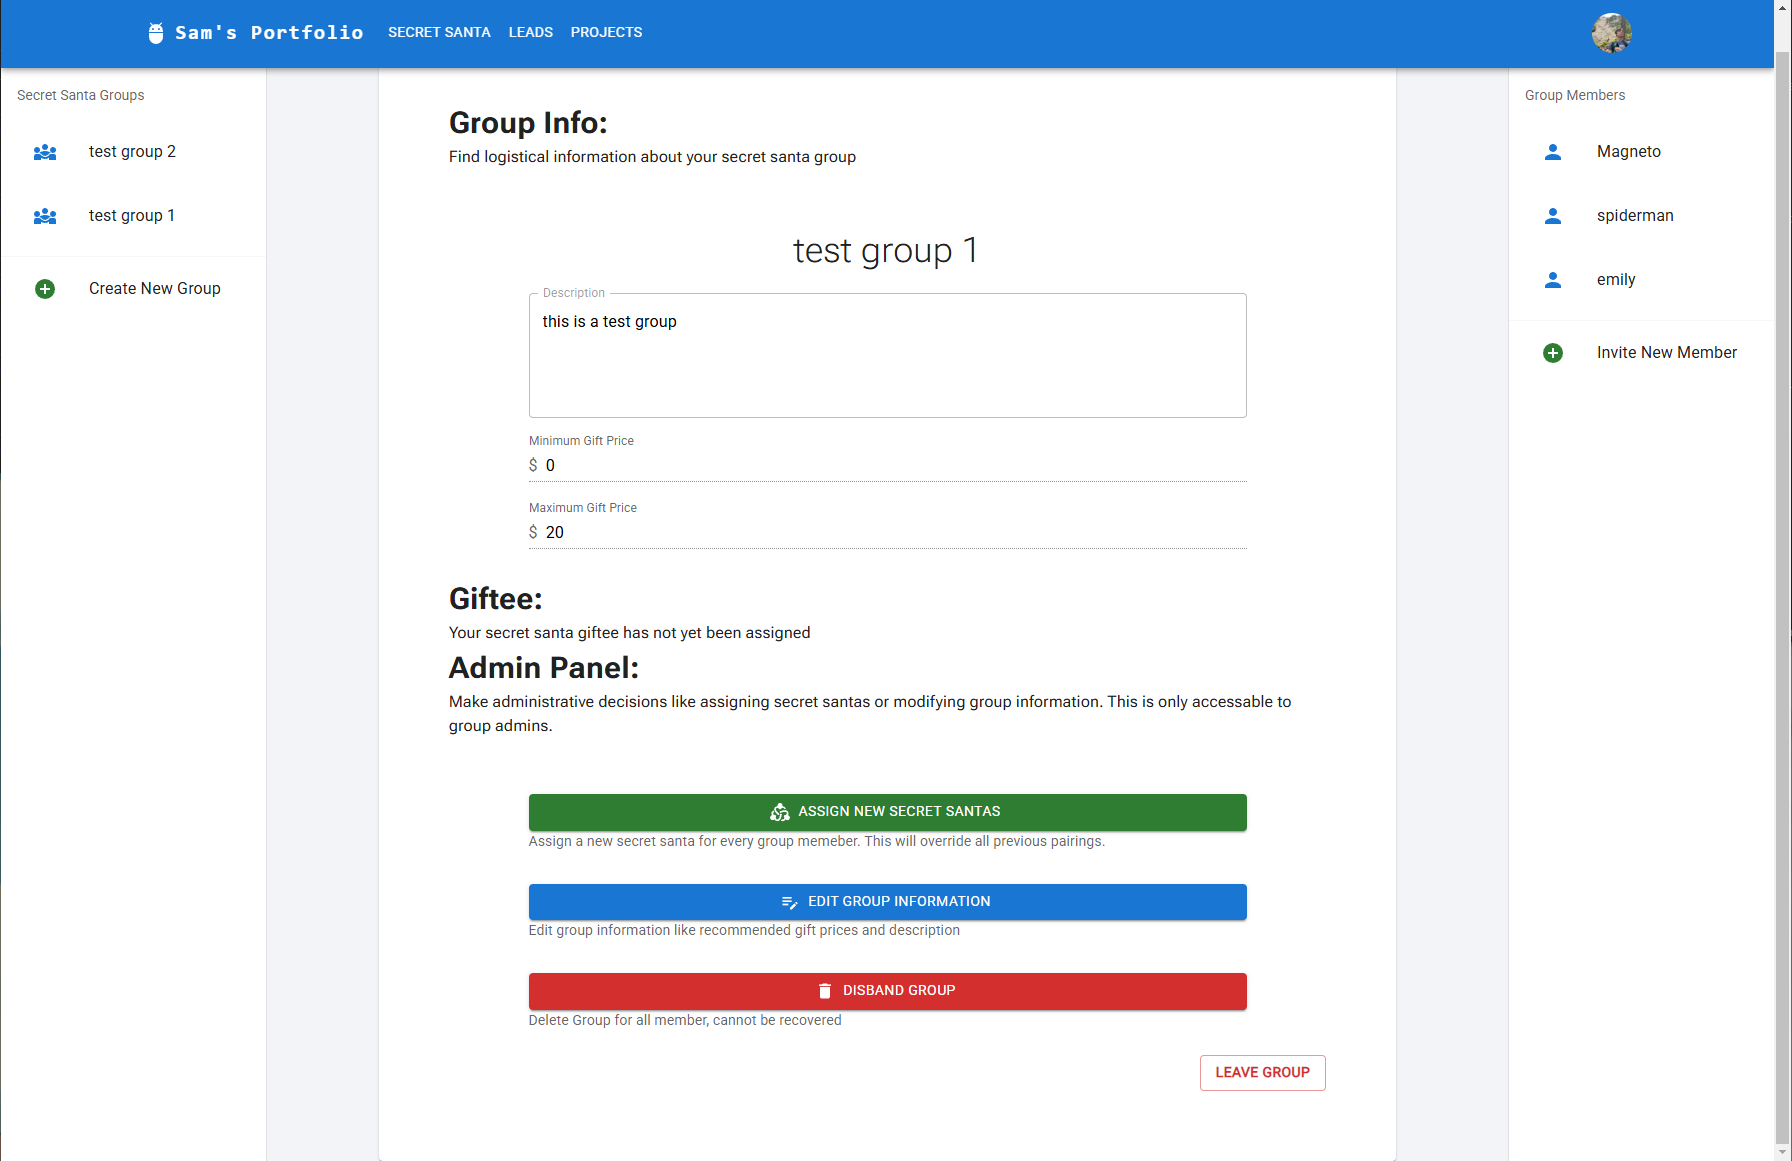 Sam's Portfolio
SECRET SANTA
LEADS
PROJECTS
Secret Santa Groups
test group 2
test group 1
Create New Group
Group Info:
Find logistical information about your secret santa group
test group 1
Description
this is a test group
Minimum Gift Price
$ 0
Maximum Gift Price
$ 20
Giftee:
Your secret santa giftee has not yet been assigned
Admin Panel:
Make administrative decisions like assigning secret santas or modifying group information. This is only accessable to
group admins.
ASSIGN NEW SECRET SANTAS
Assign a new secret santa for every group memeber. This will override all previous pairings.
EDIT GROUP INFORMATION
Edit group information like recommended gift prices and description
DISBAND GROUP
Delete Group for all member, cannot be recovered
LEAVE GROUP
Group Members
Magneto
spiderman
emily
Invite New Member